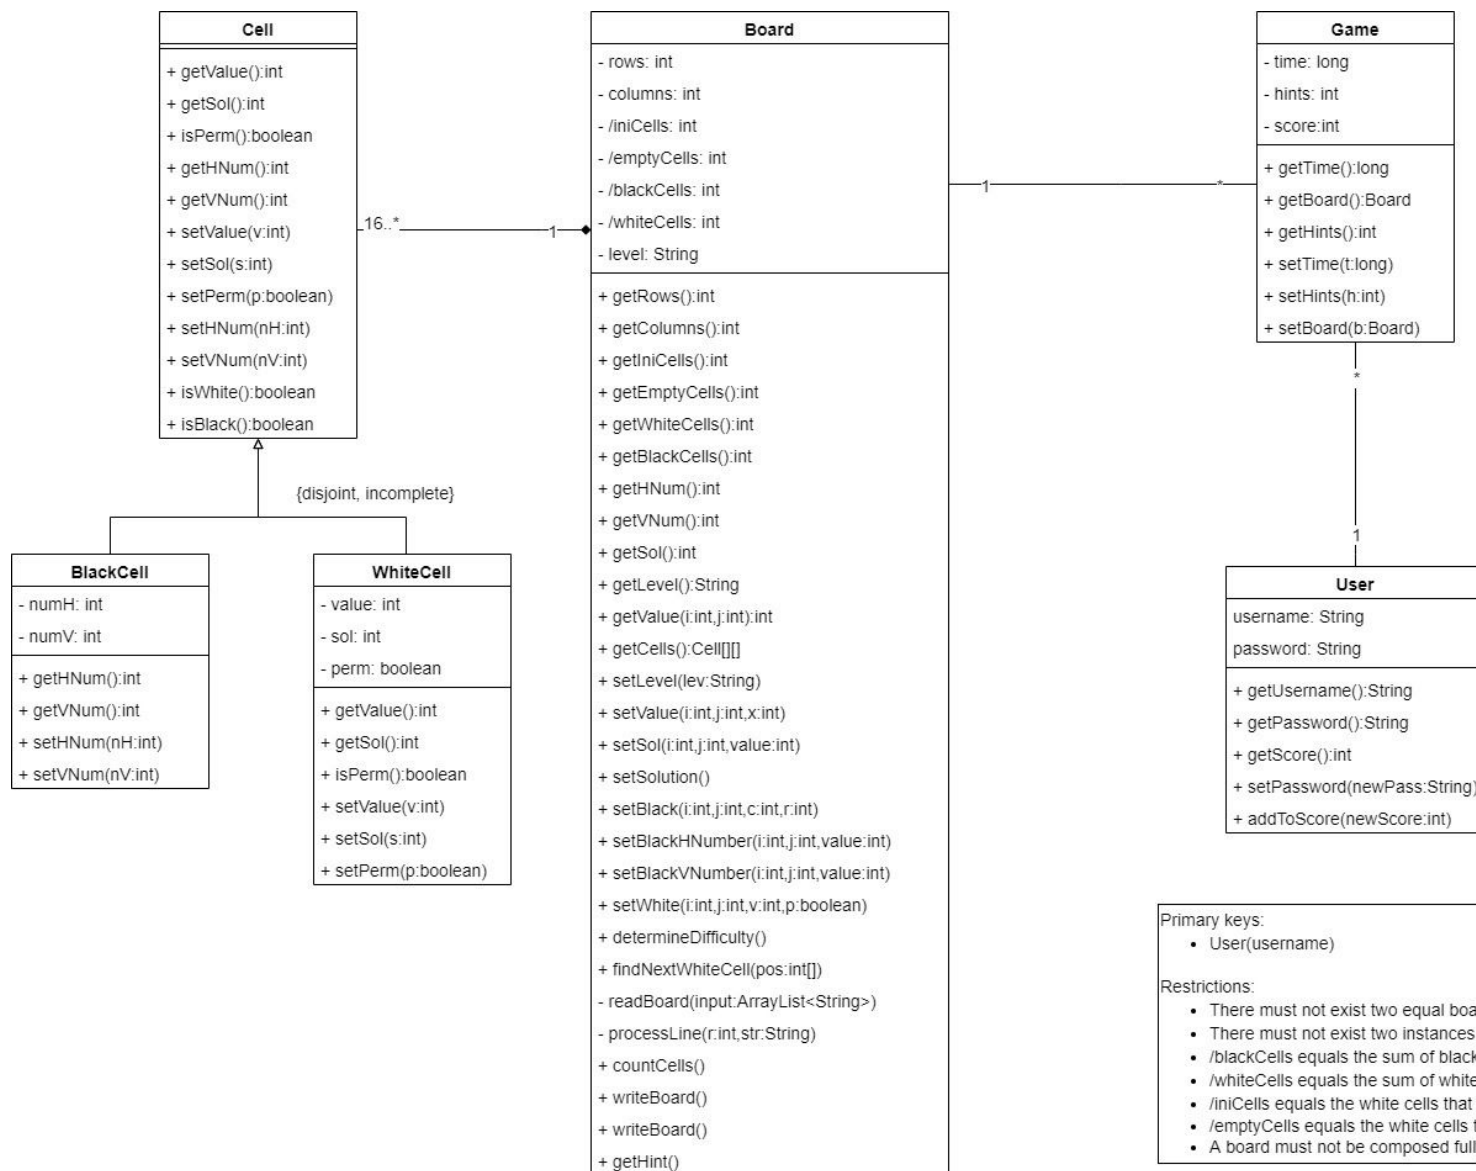 Cell
+ getValue():int
+ getSol():int
+ isPerm():boolean
+ getHNum():int
+ getVNum():int
+ setValue(v:int)
+ setSol(s:int)
+ setPerm(p:boolean)
+ setHNum(nH:int)
+ setVNum(nV:int)
+ isWhite():boolean
+ isBlack():boolean
16..*
1
{disjoint, incomplete}
BlackCell
- numH: int
- numV: int
+ getHNum():int
+ getVNum():int
+ setHNum(nH:int)
+ setVNum(nV:int)
WhiteCell
- value: int
- sol: int
- perm: boolean
+ getValue():int
+ getSol():int
+ isPerm():boolean
+ setValue(v:int)
+ setSol(s:int)
+ setPerm(p:boolean)
Board
- rows: int
- columns: int
- /iniCells: int
- /emptyCells: int
- /blackCells: int
- /whiteCells: int
- level: String
+ getRows():int
+ getColumns():int
+ getIniCells():int
+ getEmptyCells():int
+ getWhiteCells():int
+ getBlackCells():int
+ getHNum():int
+ getVNum():int
+ getSol():int
+ getLevel():String
+ getValue(i:int,j:int):int
+ getCells():Cell[][]
+ setLevel(lev:String)
+ setValue(i:int,j:int,x:int)
+ setSol(i:int,j:int,value:int)
+ setSolution()
+ setBlack(i:int,j:int,c:int,r:int)
+ setBlackHNumber(i:int,j:int,value:int)
+ setBlackVNumber(i:int,j:int,value:int)
+ setWhite(i:int,j:int,v:int,p:boolean)
+ determineDifficulty()
+ findNextWhiteCell(pos:int[])
- readBoard(input:ArrayList<String>)
- processLine(r:int,str:String)
+ countCells()
+ writeBoard()
+ writeBoard()
+ getHint()
1
*
Game
- time: long
- hints: int
- score:int
+ getTime():long
+ getBoard():Board
+ getHints():int
+ setTime(t:long)
+ setHints(h:int)
+ setBoard(b:Board)
*
1
User
username: String
password: String
+ getUsername():String
+ getPassword():String
+ getScore():int
+ setPassword(newPass:String)
+ addToScore(newScore:int)
Primary keys:
• User(username)
Restrictions:
• There must not exist two equal
• There must not exist two instances
• /blackCells equals the sum of
• /whiteCells equals the sum of white
• /iniCells equals the white cells that
• /emptyCells equals the white cells
• A board must not be composed